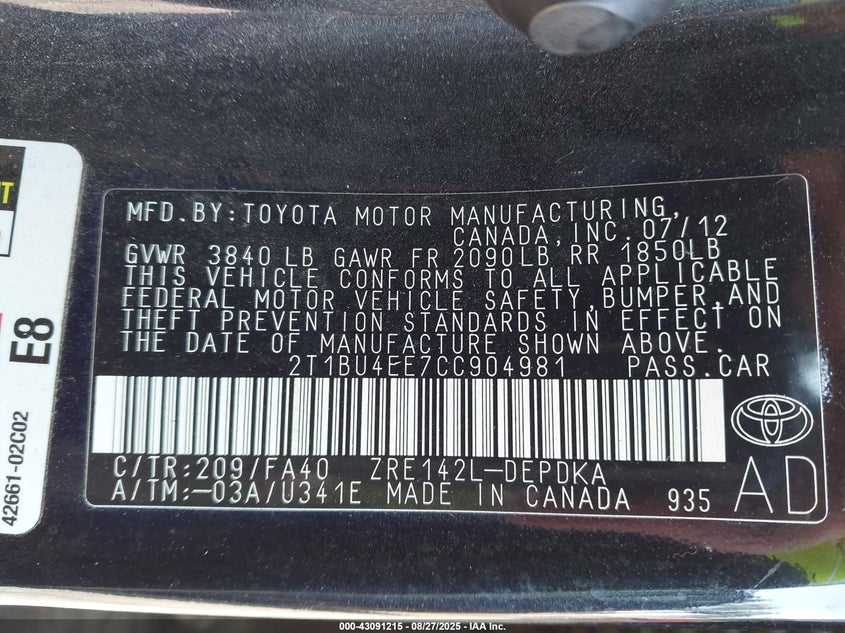 MFD.BY:TOYOTA MOTOR MANUFACTURING,
CANADA,INC. 07/12
GVWR 3840 LB GAWR FR 2090LB RR 1850LB
THIS VEHICLE CONFORMS TO ALL APPLICABLE
FEDERAL MOTOR VEHICLE SAFETY,BUMPER,AND
THEFT PREVENTION STANDARDS IN EFFECT ON
THE DATE OF MANUFACTURE SHOWN ABOVE.
2T1BU4EE7CC904981 PASS.CAR
C/TR:209/FA40 ZRE142L-DEPDKA
A/TM:-03A/U341E MADE IN CANADA 935
AD
E8
42661-02C02
000-43091215 - 08/27/2025 - IAA Inc.